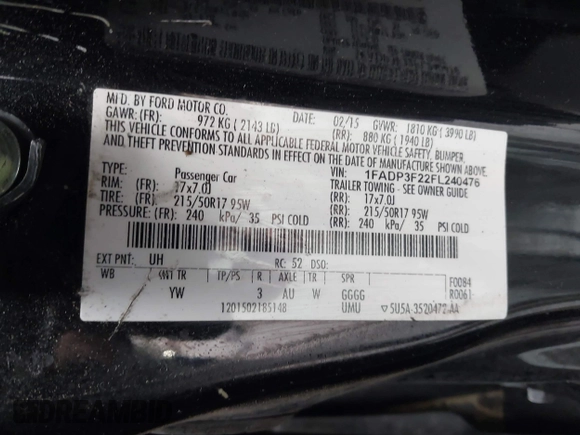 MFD. BY FORD MOTOR CO.
DATE: 02/15 GVWR: 1810 KG (3990 LB)
GAWR: (FR): 972 KG (2143 LB) (RR): 880 KG (1940 LB)
THIS VEHICLE CONFORMS TO ALL APPLICABLE FEDERAL MOTOR VEHICLE SAFETY, BUMPER,
AND THEFT PREVENTION STANDARDS IN EFFECT ON THE DATE OF MANUFACTURE SHOWN ABOVE.
VIN: 1FADP3F22FL240476
TYPE: Passenger Car TRAILER TOWING - SEE OWNER GUIDE
RIM: (FR): 17x7.0J (RR): 17x7.0J
TIRE: (FR): 215/50R17 95W (RR): 215/50R17 95W
PRESSURE: (FR): 240 kPa/ 35 PSI COLD (RR): 240 kPa/ 35 PSI COLD
EXT PNT: UH RC: 52 DSO:
WB INT TR TP/PS R AXLE TR SPR F0084
YW 3 AU W GGGG R0061
1201502185148 UMU 5U5A-3520472-AA
IDREAMBID